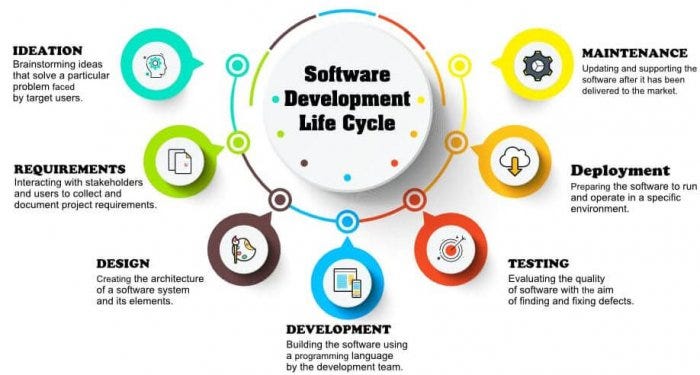 Software
Development
Life Cycle
IDEATION
Brainstorming ideas
that solve a particular
problem faced
by target users.
REQUIREMENTS
Interacting with stakeholders
and users to collect and
document project requirements.
DESIGN
Creating the architecture
of a software system
and its elements.
DEVELOPMENT
Building the software using
a programming language
by the development team.
TESTING
Evaluating the quality
of software with the aim
of finding and fixing defects.
Deployment
Preparing the software to run
and operate in a specific
environment.
MAINTENANCE
Updating and supporting the
software after it has been
delivered to the market.